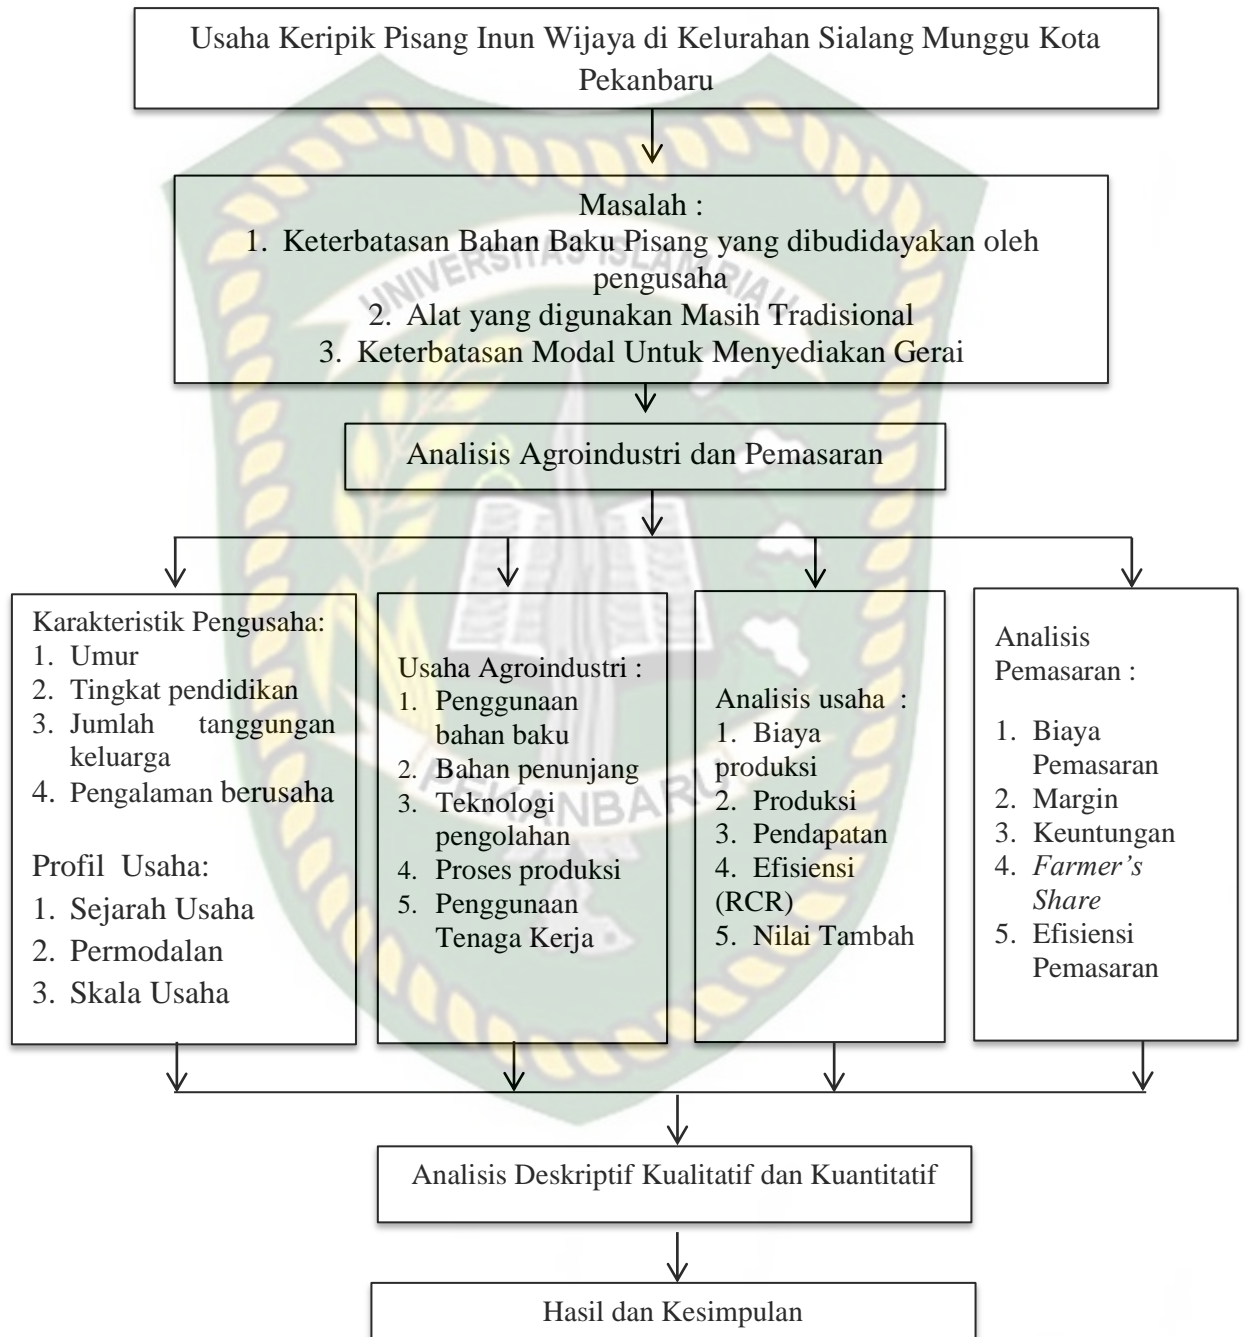 Usaha Keripik Pisang Inun Wijaya di Kelurahan Sialang Munggu Kota
Pekanbaru
Masalah :
1. Keterbatasan Bahan Baku Pisang yang dibudidayakan oleh
pengusaha
2. Alat yang digunakan Masih Tradisional
3. Keterbatasan Modal Untuk Menyediakan Gerai
UNIVERSITAS ISLAM RIAU
Analisis Agroindustri dan Pemasaran
Karakteristik Pengusaha:
1. Umur
2. Tingkat pendidikan
3. Jumlah tanggungan
keluarga
4. Pengalaman berusaha
Profil Usaha:
1. Sejarah Usaha
2. Permodalan
3. Skala Usaha
Usaha Agroindustri :
1. Penggunaan
bahan baku
2. Bahan penunjang
3. Teknologi
pengolahan
4. Proses produksi
5. Penggunaan
Tenaga Kerja
Analisis usaha :
1. Biaya
produksi
2. Produksi
3. Pendapatan
4. Efisiensi
(RCR)
5. Nilai Tambah
Analisis
Pemasaran :
1. Biaya
Pemasaran
2. Margin
3. Keuntungan
4. Farmer’s
Share
5. Efisiensi
Pemasaran
PEKANBARU
Analisis Deskriptif Kualitatif dan Kuantitatif
Hasil dan Kesimpulan